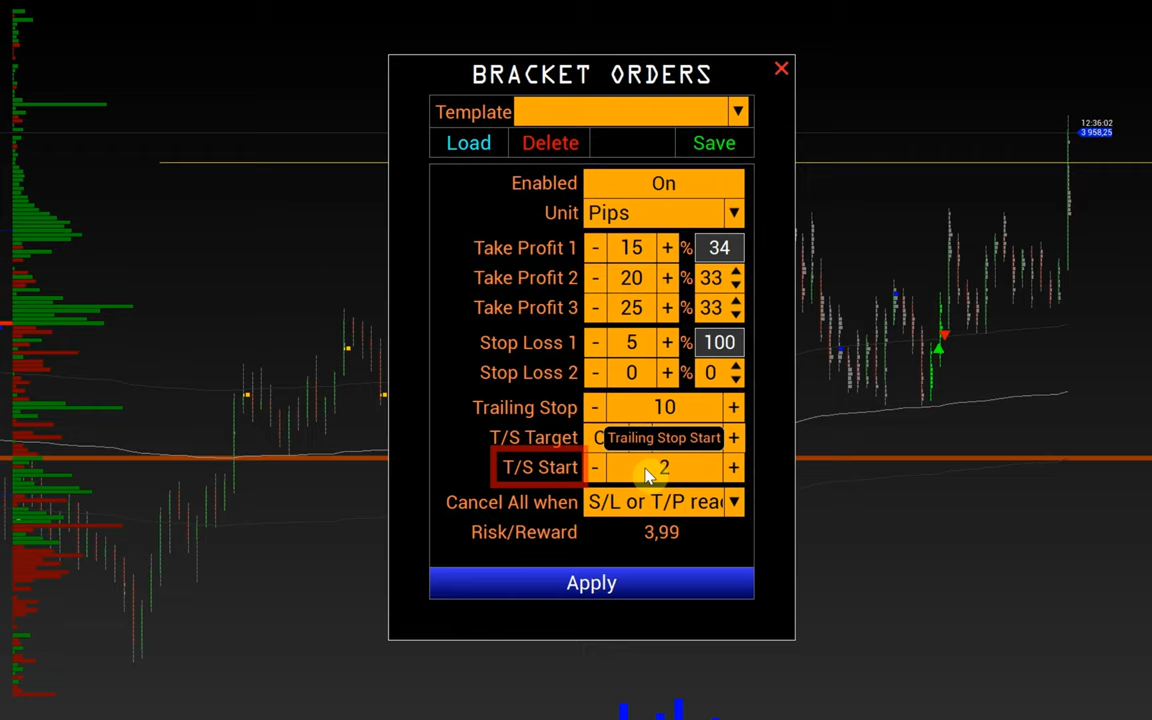 BRACKET ORDERS
Template
Load Delete Save
Enabled On
Unit Pips
Take Profit 1 - 15 + % 34
Take Profit 2 - 20 + % 33
Take Profit 3 - 25 + % 33
Stop Loss 1 - 5 + % 100
Stop Loss 2 - 0 + % 0
Trailing Stop - 10 +
T/S Target Trailing Stop Start +
T/S Start - 2 +
Cancel All when S/L or T/P rea
Risk/Reward 3,99
Apply
12:36:02
3 958,25